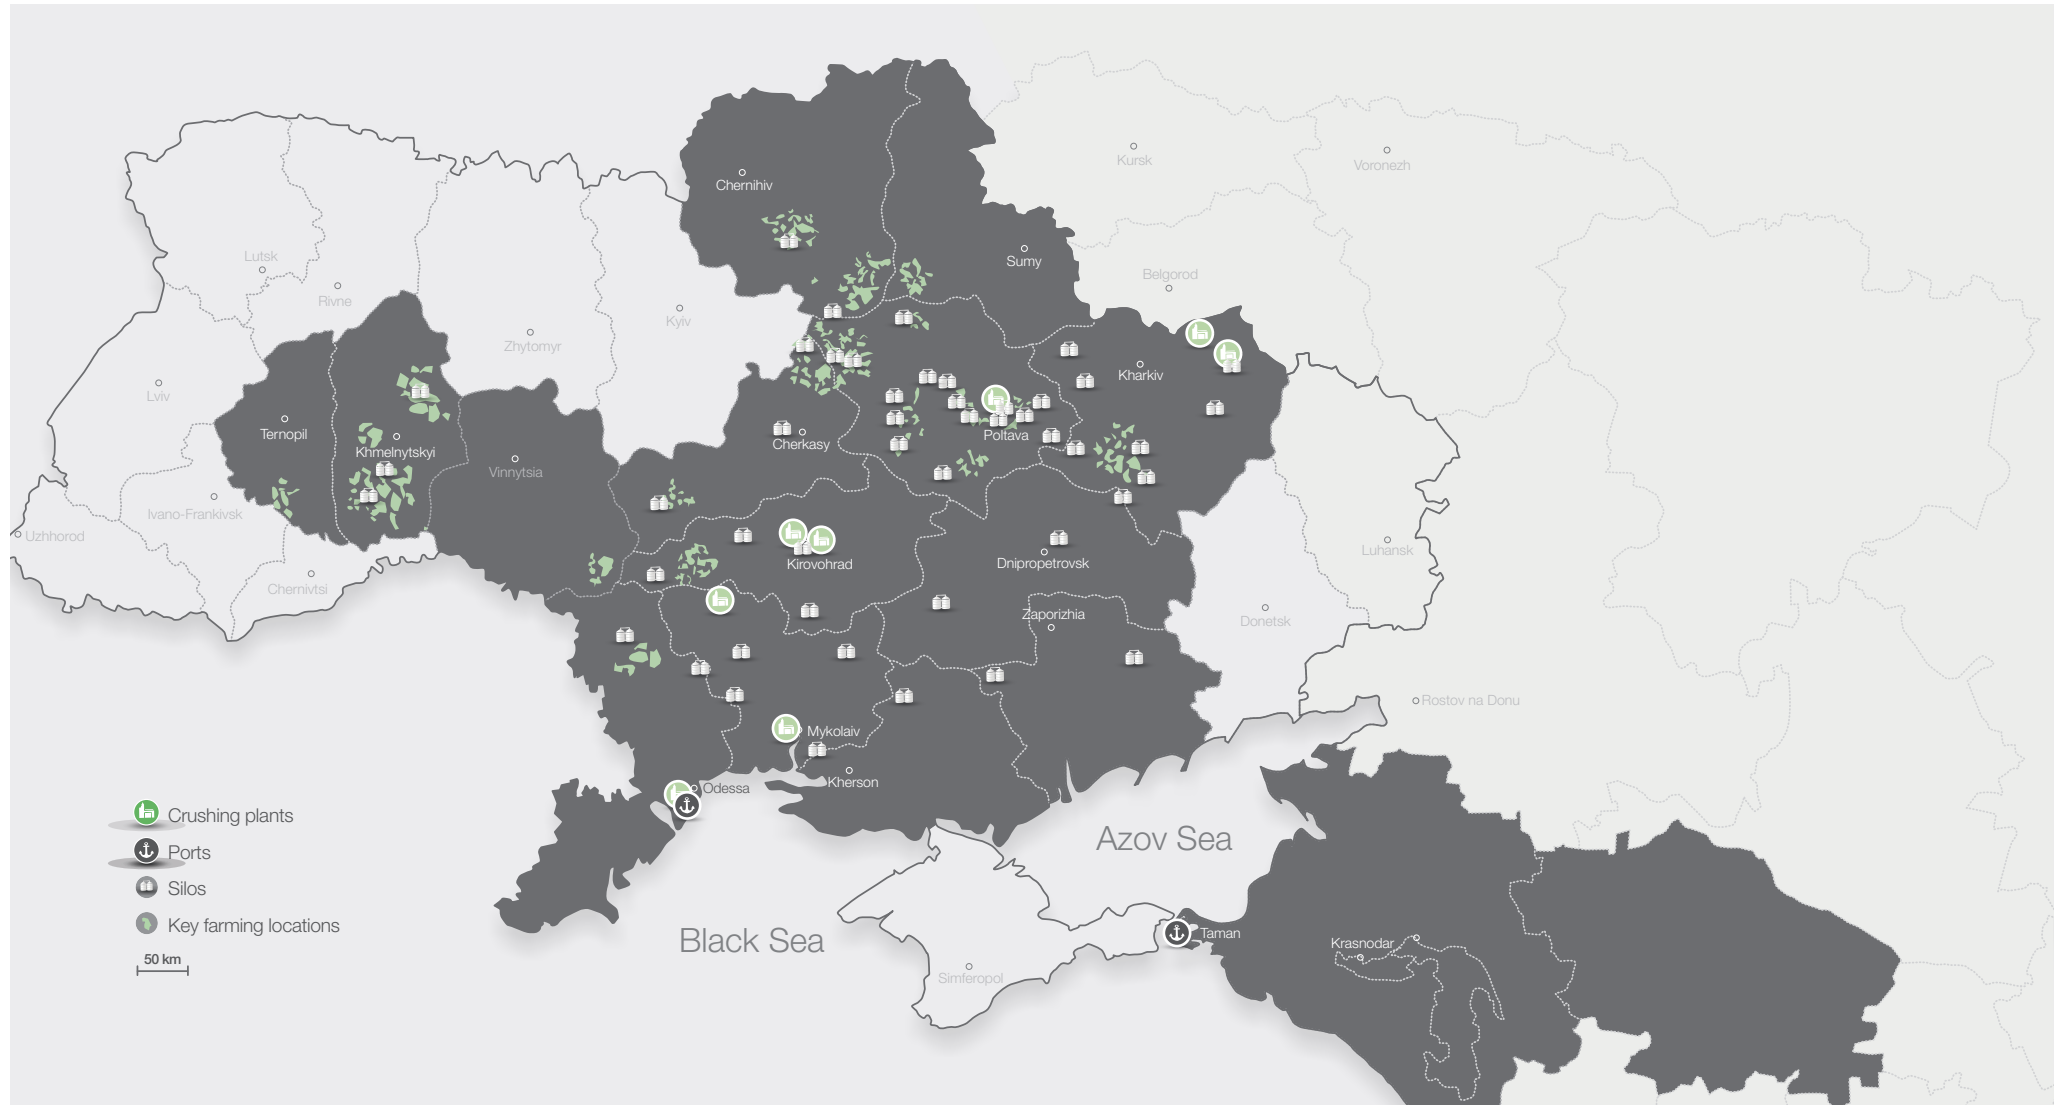 Kursk
Voronezh
Chernihiv
Lutsk
Sumy
Belgorod
Rivne
Kyiv
Zhytomyr
Kharkiv
Lviv
Ternopil
Khmelnytskyi
Cherkasy
Poltava
Vinnytsia
Ivano-Frankivsk
Uzhhorod
Luhansk
Kirovohrad
Dnipropetrovsk
Chernivtsi
Zaporizhia
Donetsk
Rostov na Donu
Mykolaiv
Kherson
Odessa
Crushing plants
Ports
Silos
Key farming locations
50 km
Azov Sea
Black Sea
Taman
Krasnodar
Simferopol